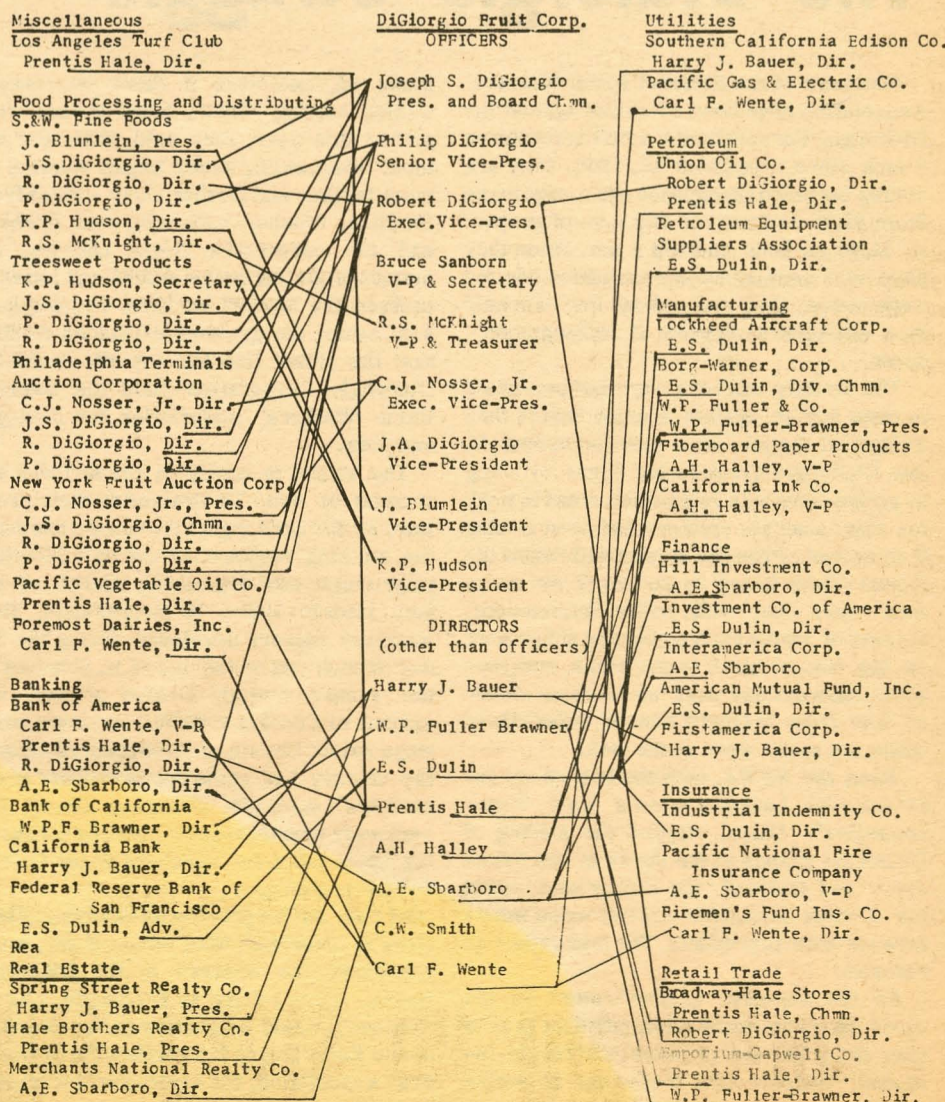 Miscellaneous
Los Angeles Turf Club
Prentis Hale, Dir.
Food Processing and Distributing
S.&W. Fine Foods
J. Blumlein, Pres.
J.S.DiGiorgio, Dir.
R. DiGiorgio, Dir.
P.DiGiorgio, Dir.
K.P. Hudson, Dir.
R.S. McKnight, Dir.
Treesweet Products
K.P. Hudson, Secretary
J.S. DiGiorgio, Dir.
P. DiGiorgio, Dir.
R. DiGiorgio, Dir.
Philadelphia Terminals
Auction Corporation
C.J. Nosser, Jr. Dir.
J.S. DiGiorgio, Dir.
R. DiGiorgio, Dir.
P. DiGiorgio, Dir.
New York Fruit Auction Corp.
C.J. Nosser, Jr., Pres.
J.S. DiGiorgio, Chmn.
R. DiGiorgio, Dir.
P. DiGiorgio, Dir.
Pacific Vegetable Oil Co.
Prentis Hale, Dir.
Foremost Dairies, Inc.
Carl F. Wente, Dir.
Banking
Bank of America
Carl F. Wente, V-P
Prentis Hale, Dir.
R. DiGiorgio, Dir.
A.E. Sbarboro, Dir.
Bank of California
W.P.F. Brawner, Dir.
California Bank
Harry J. Bauer, Dir.
Federal Reserve Bank of
San Francisco
E.S. Dulin, Adv.
Rea
Real Estate
Spring Street Realty Co.
Harry J. Bauer, Pres.
Hale Brothers Realty Co.
Prentis Hale, Pres.
Merchants National Realty Co.
A.E. Sbarboro, Dir.
DiGiorgio Fruit Corp.
OFFICERS
Joseph S. DiGiorgio
Pres. and Board Chmn.
Philip DiGiorgio
Senior Vice-Pres.
Robert DiGiorgio
Exec.Vice-Pres.
Bruce Sanborn
V-P & Secretary
R.S. McKnight
V-P & Treasurer
C.J. Nosser, Jr.
Exec. Vice-Pres.
J.A. DiGiorgio
Vice-President
J. Blumlein
Vice-President
K.P. Hudson
Vice-President
DIRECTORS
(other than officers)
Harry J. Bauer
W.P. Fuller Brawner
E.S. Dulin
Prentis Hale
A.H. Halley
A.E. Sbarboro
C.W. Smith
Carl F. Wente
Utilities
Southern California Edison Co.
Harry J. Bauer, Dir.
Pacific Gas & Electric Co.
Carl F. Wente, Dir.
Petroleum
Union Oil Co.
Robert DiGiorgio, Dir.
Prentis Hale, Dir.
Petroleum Equipment
Suppliers Association
E.S. Dulin, Dir.
Manufacturing
Lockheed Aircraft Corp.
E.S. Dulin, Dir.
Borg-Warner, Corp.
E.S. Dulin, Div. Chmn.
W.P. Fuller & Co.
W.P. Fuller-Brawner, Pres.
Fiberboard Paper Products
A.H. Halley, V-P
California Ink Co.
A.H. Halley, V-P
Finance
Hill Investment Co.
A.E.Sbarboro, Dir.
Investment Co. of America
E.S. Dulin, Dir.
Interamerica Corp.
A.E. Sbarboro
American Mutual Fund, Inc.
E.S. Dulin, Dir.
Firstamerica Corp.
Harry J. Bauer, Dir.
Insurance
Industrial Indemnity Co.
E.S. Dulin, Dir.
Pacific National Fire
Insurance Company
A.E. Sbarboro, V-P
Firemen's Fund Ins. Co.
Carl F. Wente, Dir.
Retail Trade
Broadway-Hale Stores
Prentis Hale, Chmn.
Robert DiGiorgio, Dir.
Emporium-Capwell Co.
Prentis Hale, Dir.
W.P. Fuller-Brawner, Dir.